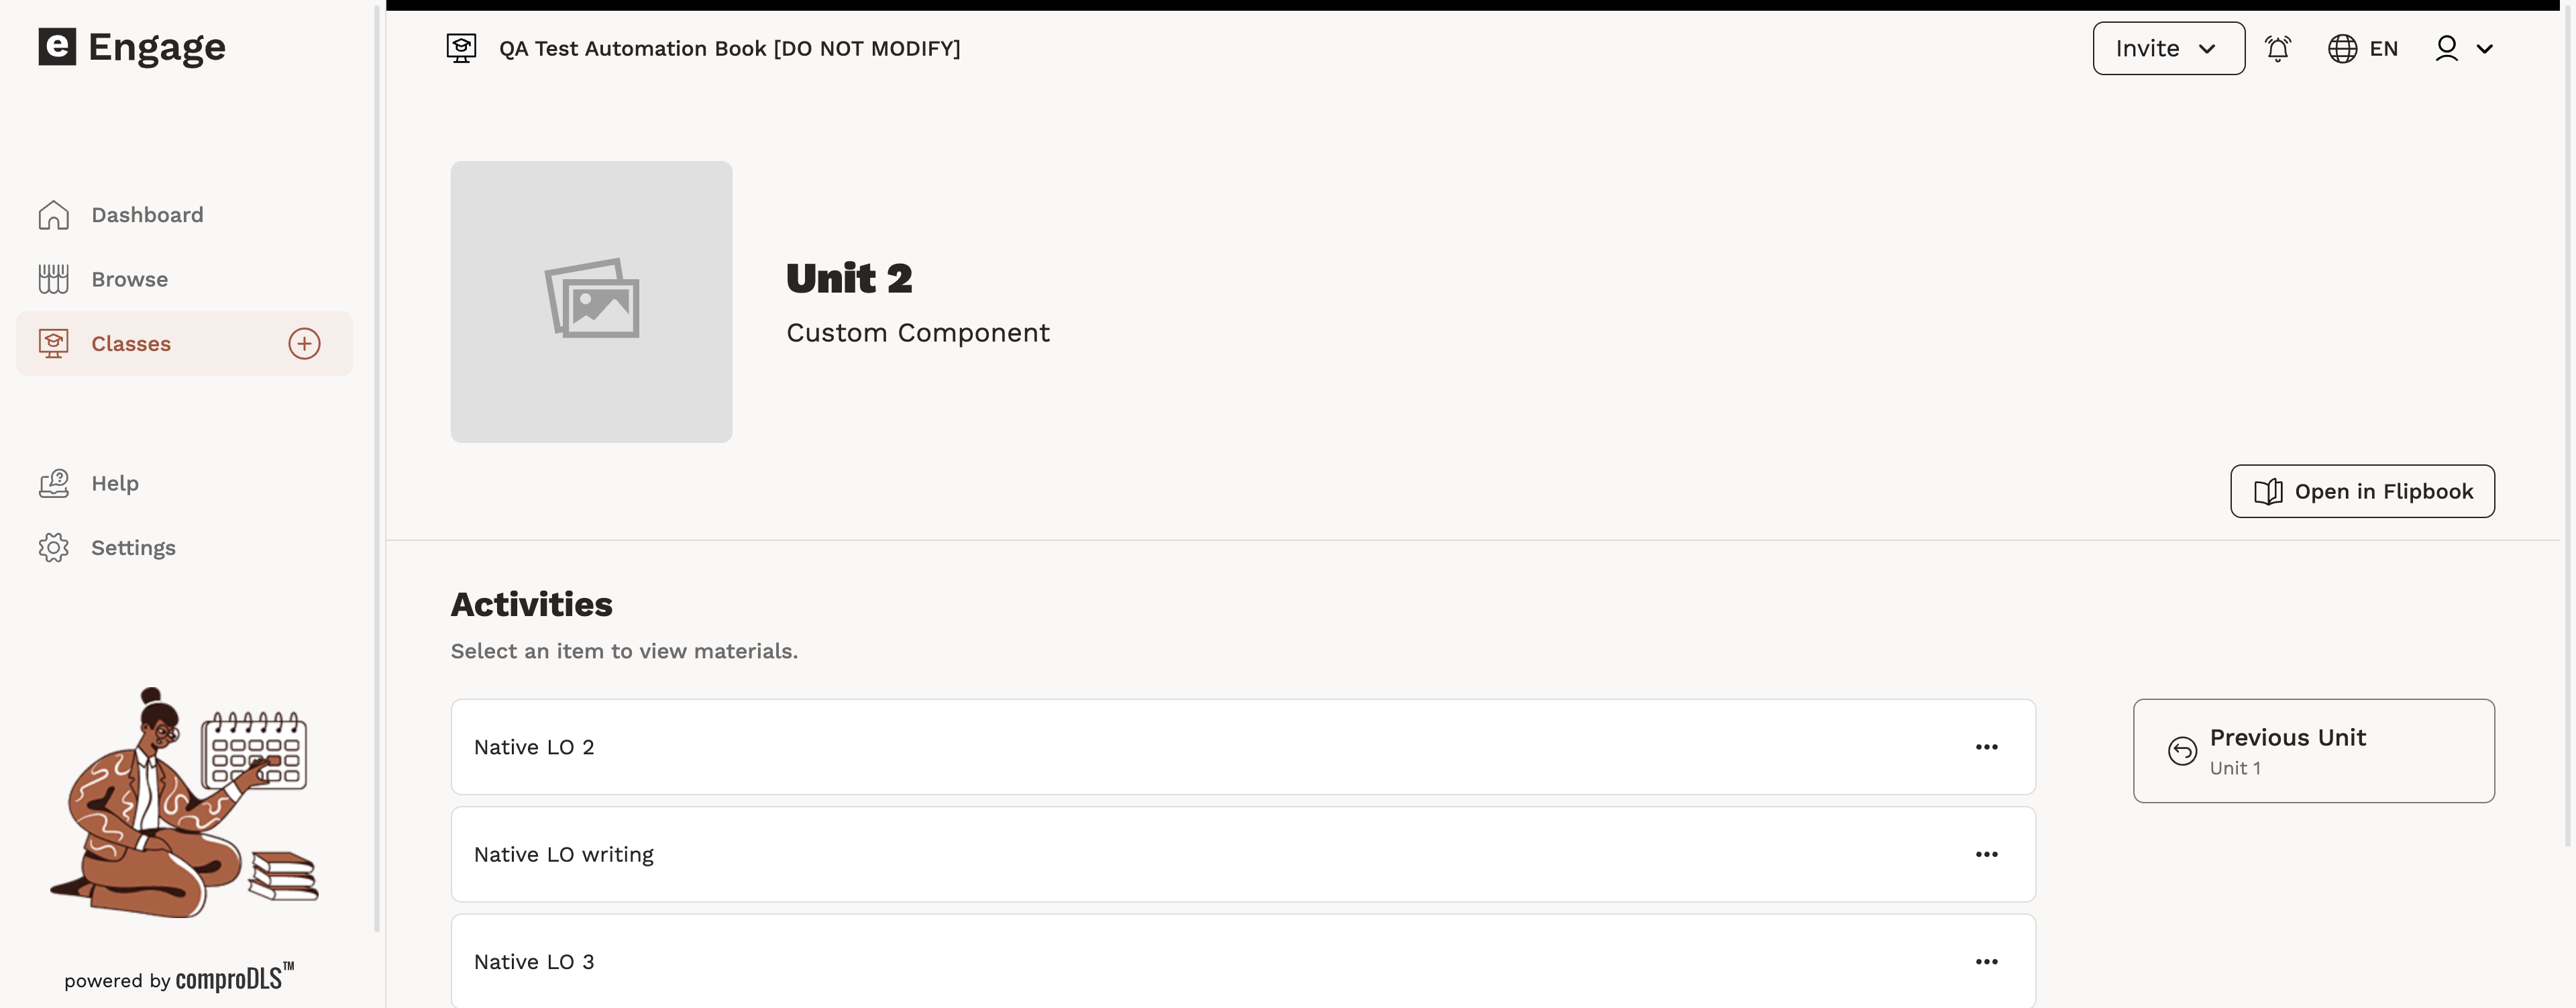 e Engage
QA Test Automation Book [DO NOT MODIFY]
Invite
EN
Dashboard
Browse
Classes
Help
Settings
powered by comproDLS™
Unit 2
Custom Component
Open in Flipbook
Activities
Select an item to view materials.
Native LO 2
Native LO writing
Native LO 3
Previous Unit
Unit 1